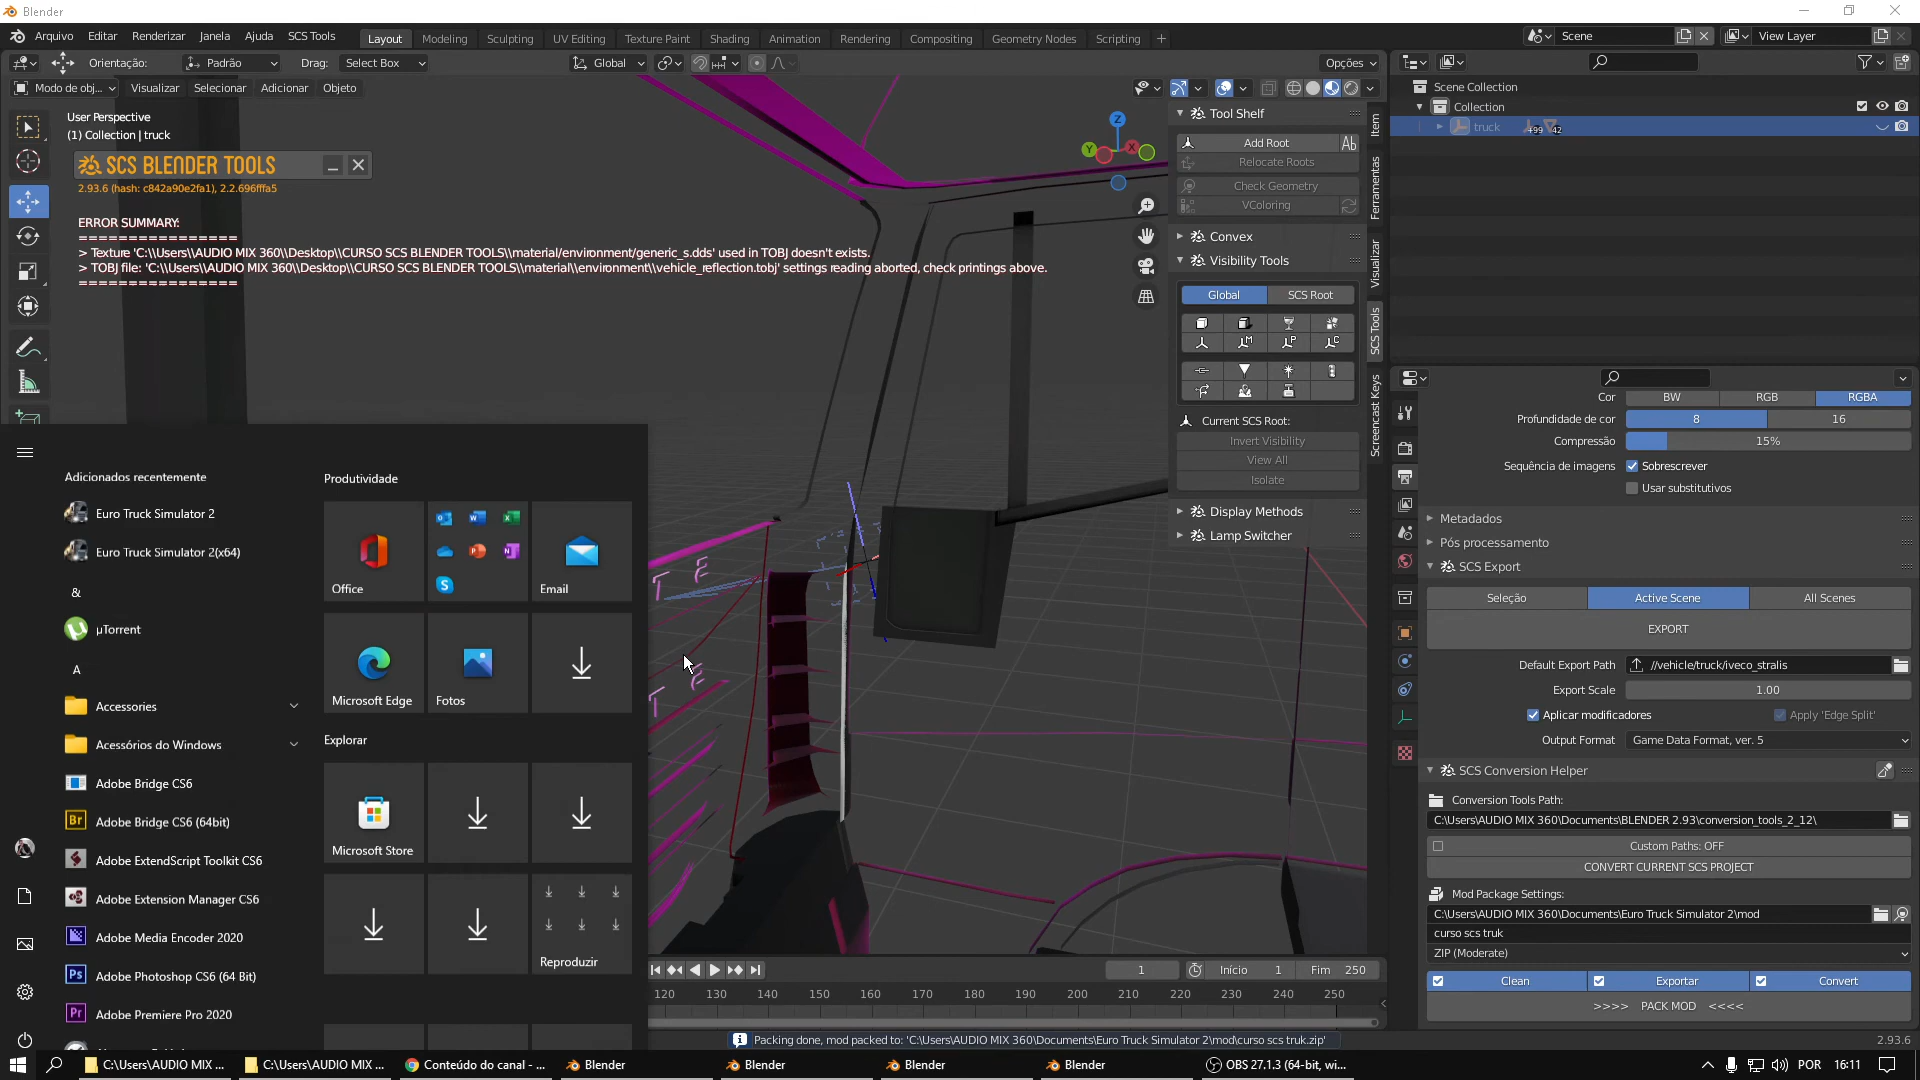 Blender
Arquivo Editar Renderizar Janela Ajuda SCS Tools Layout Modeling Sculpting UV Editing Texture Paint Shading Animation Rendering Compositing Geometry Nodes Scripting +
Scene View Layer
Orientação: Padrão Drag: Select Box Global Opções
Modo de obj... Visualizar Selecionar Adicionar Objeto
User Perspective
(1) Collection | truck
SCS BLENDER TOOLS
2.93.6 (hash: c842a90e2fa1), 2.2.696fffa5
ERROR SUMMARY:
================
> Texture 'C:\\Users\\AUDIO MIX 360\\Desktop\\CURSO SCS BLENDER TOOLS\\material/environment/generic_s.dds' used in TOBJ doesn't exists.
> TOBJ file: 'C:\\Users\\AUDIO MIX 360\\Desktop\\CURSO SCS BLENDER TOOLS\\material\\environment\\vehicle_reflection.tobj' settings reading aborted, check printings above.
================
Z
Y
X
Tool Shelf
Add Root
Relocate Roots
Check Geometry
VColoring
Convex
Visibility Tools
Global SCS Root
Current SCS Root:
Invert Visibility
View All
Isolate
Display Methods
Lamp Switcher
Item
Ferramentas
Visualizar
SCS Tools
Screencast Keys
Scene Collection
Collection
truck +99 42
Cor BW RGB RGBA
Profundidade de cor 8 16
Compressão 15%
Sequência de imagens Sobrescrever
Usar substitutivos
Metadados
Pós processamento
SCS Export
Seleção Active Scene All Scenes
EXPORT
Default Export Path //vehicle/truck/iveco_stralis
Export Scale 1.00
Aplicar modificadores Apply 'Edge Split'
Output Format Game Data Format, ver. 5
SCS Conversion Helper
Conversion Tools Path:
C:\Users\AUDIO MIX 360\Documents\BLENDER 2.93\conversion_tools_2_12\
Custom Paths: OFF
CONVERT CURRENT SCS PROJECT
Mod Package Settings:
C:\Users\AUDIO MIX 360\Documents\Euro Truck Simulator 2\mod
curso scs truk
ZIP (Moderate)
Clean Exportar Convert
>>>> PACK MOD <<<<
Adicionados recentemente
Euro Truck Simulator 2
Euro Truck Simulator 2(x64)
&
µTorrent
A
Accessories
Acessórios do Windows
Adobe Bridge CS6
Adobe Bridge CS6 (64bit)
Adobe ExtendScript Toolkit CS6
Adobe Extension Manager CS6
Adobe Media Encoder 2020
Adobe Photoshop CS6 (64 Bit)
Adobe Premiere Pro 2020
Produtividade
Office
Email
Microsoft Edge
Fotos
Explorar
Microsoft Store
Reproduzir
T E
T E
1 Início 1 Fim 250
120 130 140 150 160 170 180 190 200 210 220 230 240 250
Packing done, mod packed to: 'C:\Users\AUDIO MIX 360\Documents\Euro Truck Simulator 2\mod\curso scs truk.zip'
2.93.6
C:\Users\AUDIO MIX ... C:\Users\AUDIO MIX ... Conteúdo do canal - ... Blender Blender Blender Blender OBS 27.1.3 (64-bit, wi... POR 16:11